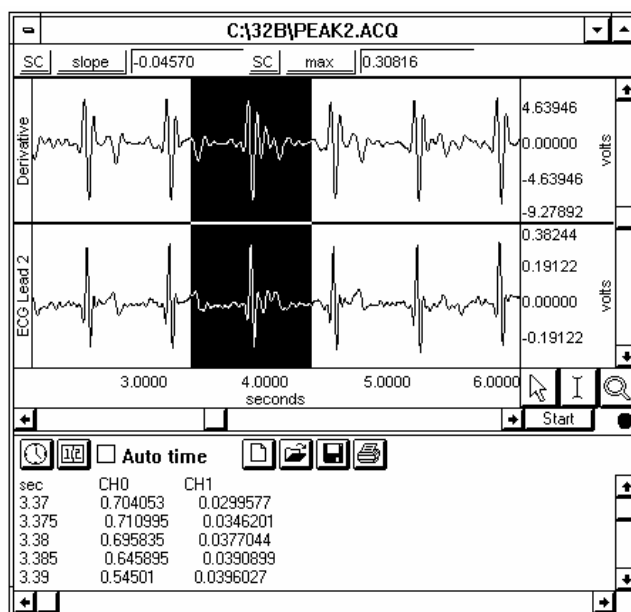 C:\32B\PEAK2.ACQ
SC slope -0.04570 SC max 0.30816
Derivative
4.63946
0.00000
-4.63946
-9.27892
volts
ECG Lead 2
0.38244
0.19122
0.00000
-0.19122
volts
3.0000 4.0000 5.0000 6.0000
seconds
Start
Auto time
sec CH0 CH1
3.37 0.704053 0.0299577
3.375 0.710995 0.0346201
3.38 0.695835 0.0377044
3.385 0.645895 0.0390899
3.39 0.54501 0.0396027